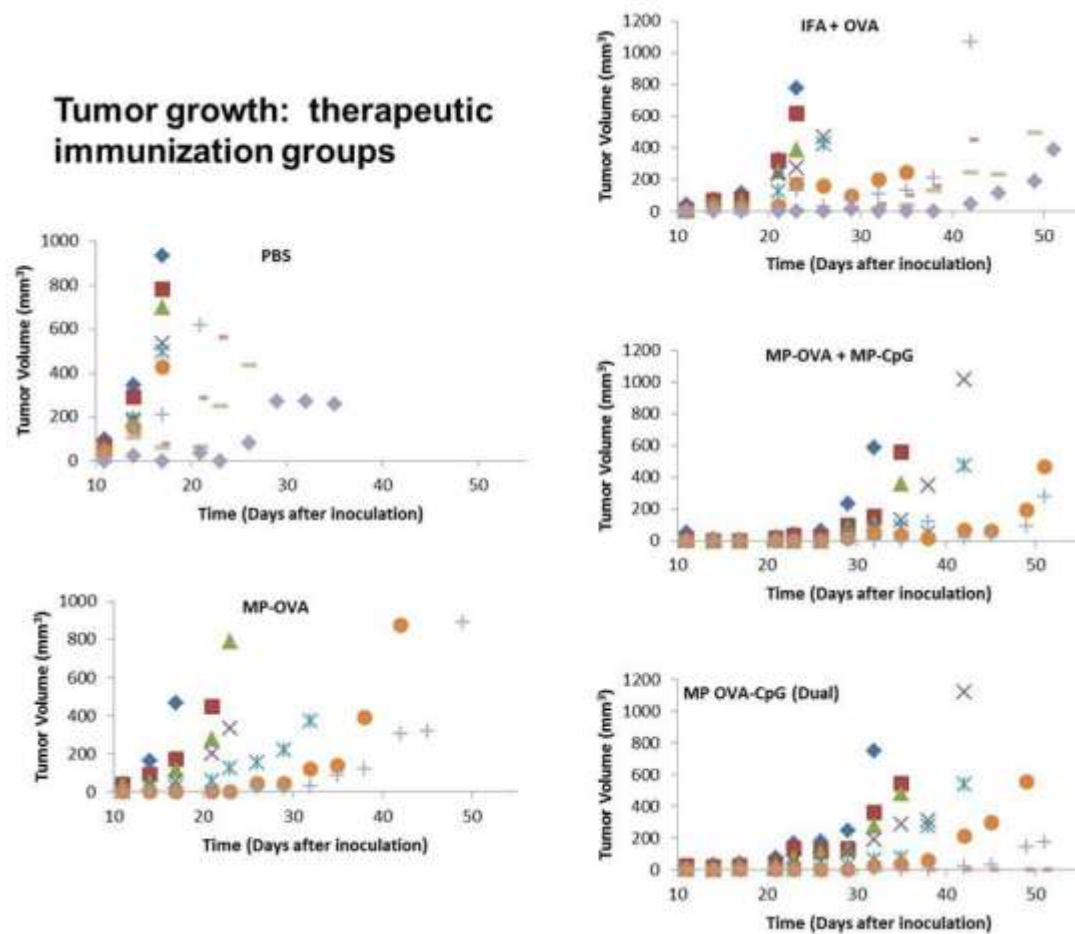 Tumor growth: therapeutic
immunization groups
PBS
Tumor Volume (mm³)
1000
800
600
400
200
0
10 20 30 40 50
Time (Days after inoculation)
MP-OVA
Tumor Volume (mm³)
1000
800
600
400
200
0
10 20 30 40 50
Time (Days after inoculation)
IFA + OVA
Tumor Volume (mm³)
1200
1000
800
600
400
200
0
10 20 30 40 50
Time (Days after inoculation)
MP-OVA + MP-CpG
Tumor Volume (mm³)
1200
1000
800
600
400
200
0
10 20 30 40 50
Time (Days after inoculation)
MP OVA-CpG (Dual)
Tumor Volume (mm³)
1200
1000
800
600
400
200
0
10 20 30 40 50
Time (Days after inoculation)